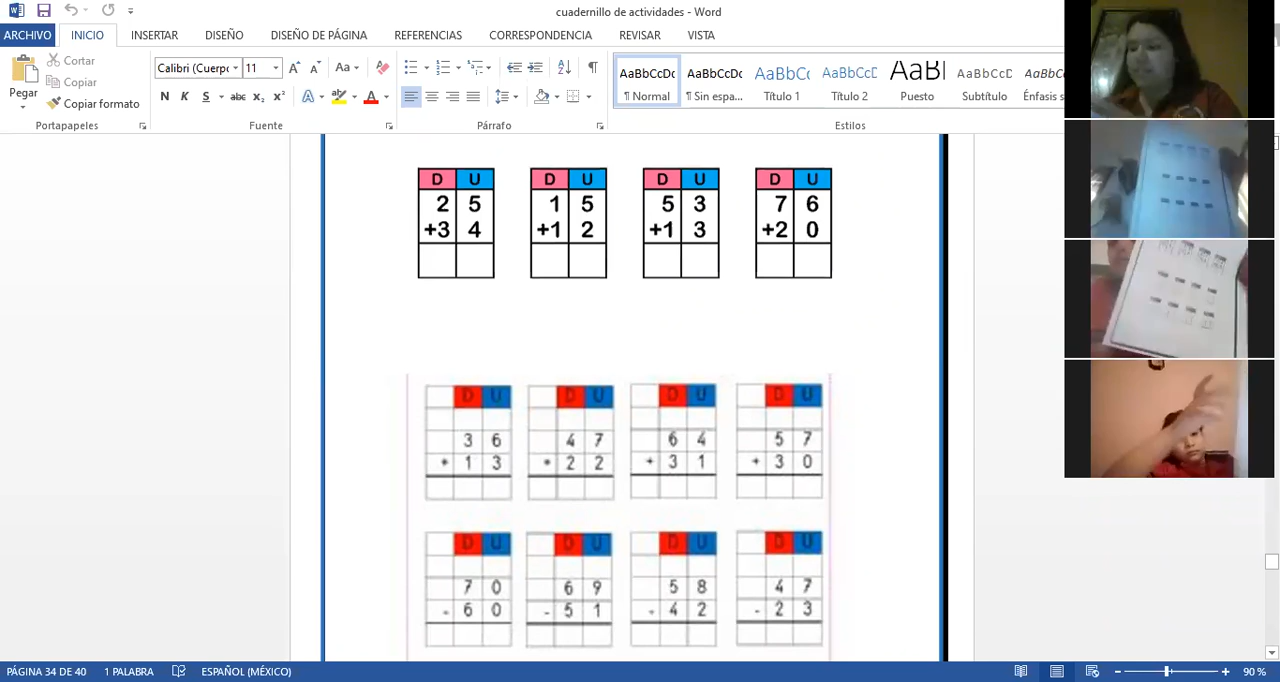 cuadernillo de actividades - Word
ARCHIVO INICIO INSERTAR DISEÑO DISEÑO DE PÁGINA REFERENCIAS CORRESPONDENCIA REVISAR VISTA
Pegar
Cortar
Copiar
Copiar formato
Portapapeles
Calibri (Cuerpo 11
N K S abc x₂ x²
Aa
A
Fuente
Párrafo
AaBbCcDc AaBbCcDc AaBbCc AaBbCcC AaBl AaBbCcD AaBbCc
¶ Normal ¶ Sin espa... Título 1 Título 2 Puesto Subtítulo Énfasis s
Estilos
D U D U D U D U
2 5 1 5 5 3 7 6
+3 4 +1 2 +1 3 +2 0
D U D U D U D U
3 6 4 7 6 4 5 7
+ 1 3 + 2 2 + 3 1 + 3 0
D U D U D U D U
7 0 6 9 5 8 4 7
- 6 0 - 5 1 - 4 2 - 2 3
PÁGINA 34 DE 40 1 PALABRA ESPAÑOL (MÉXICO) 90 %